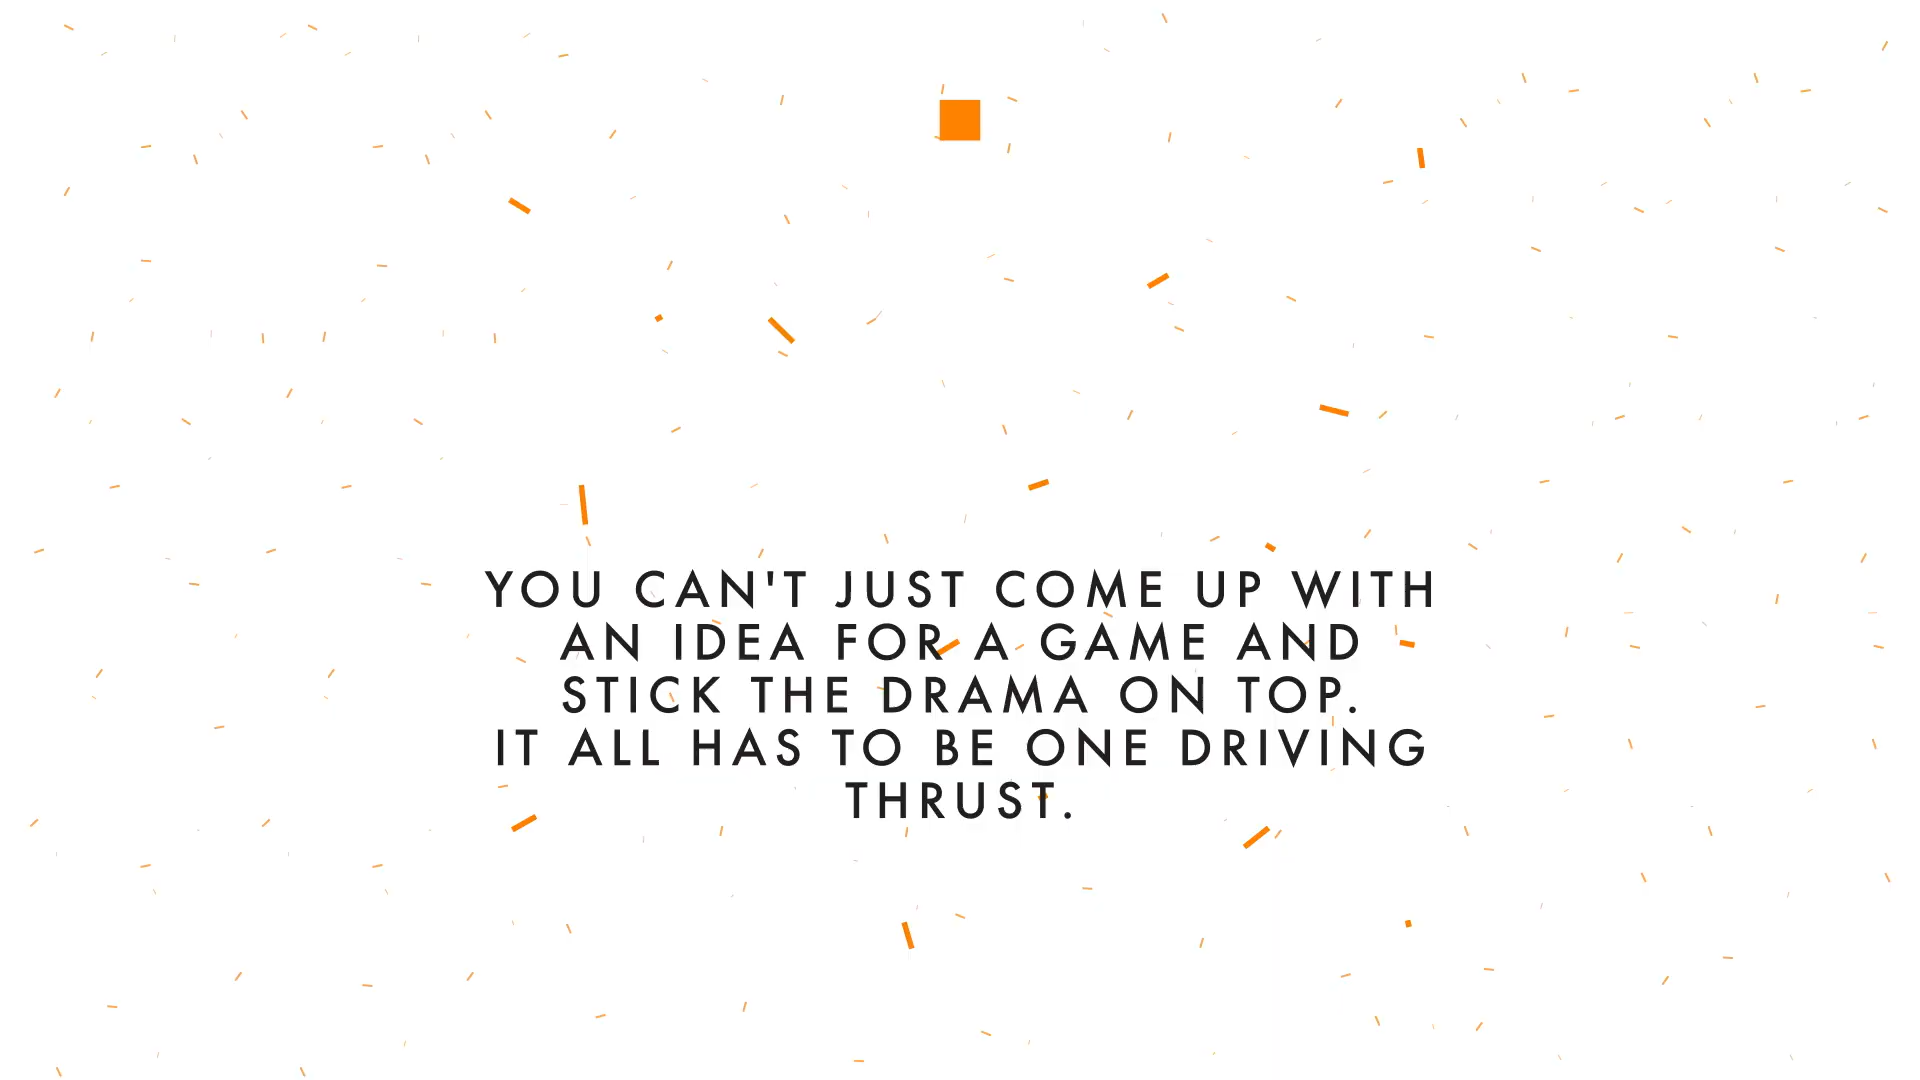 YOU CAN'T JUST COME UP WITH
AN IDEA FOR A GAME AND
STICK THE DRAMA ON TOP.
IT ALL HAS TO BE ONE DRIVING
THRUST.